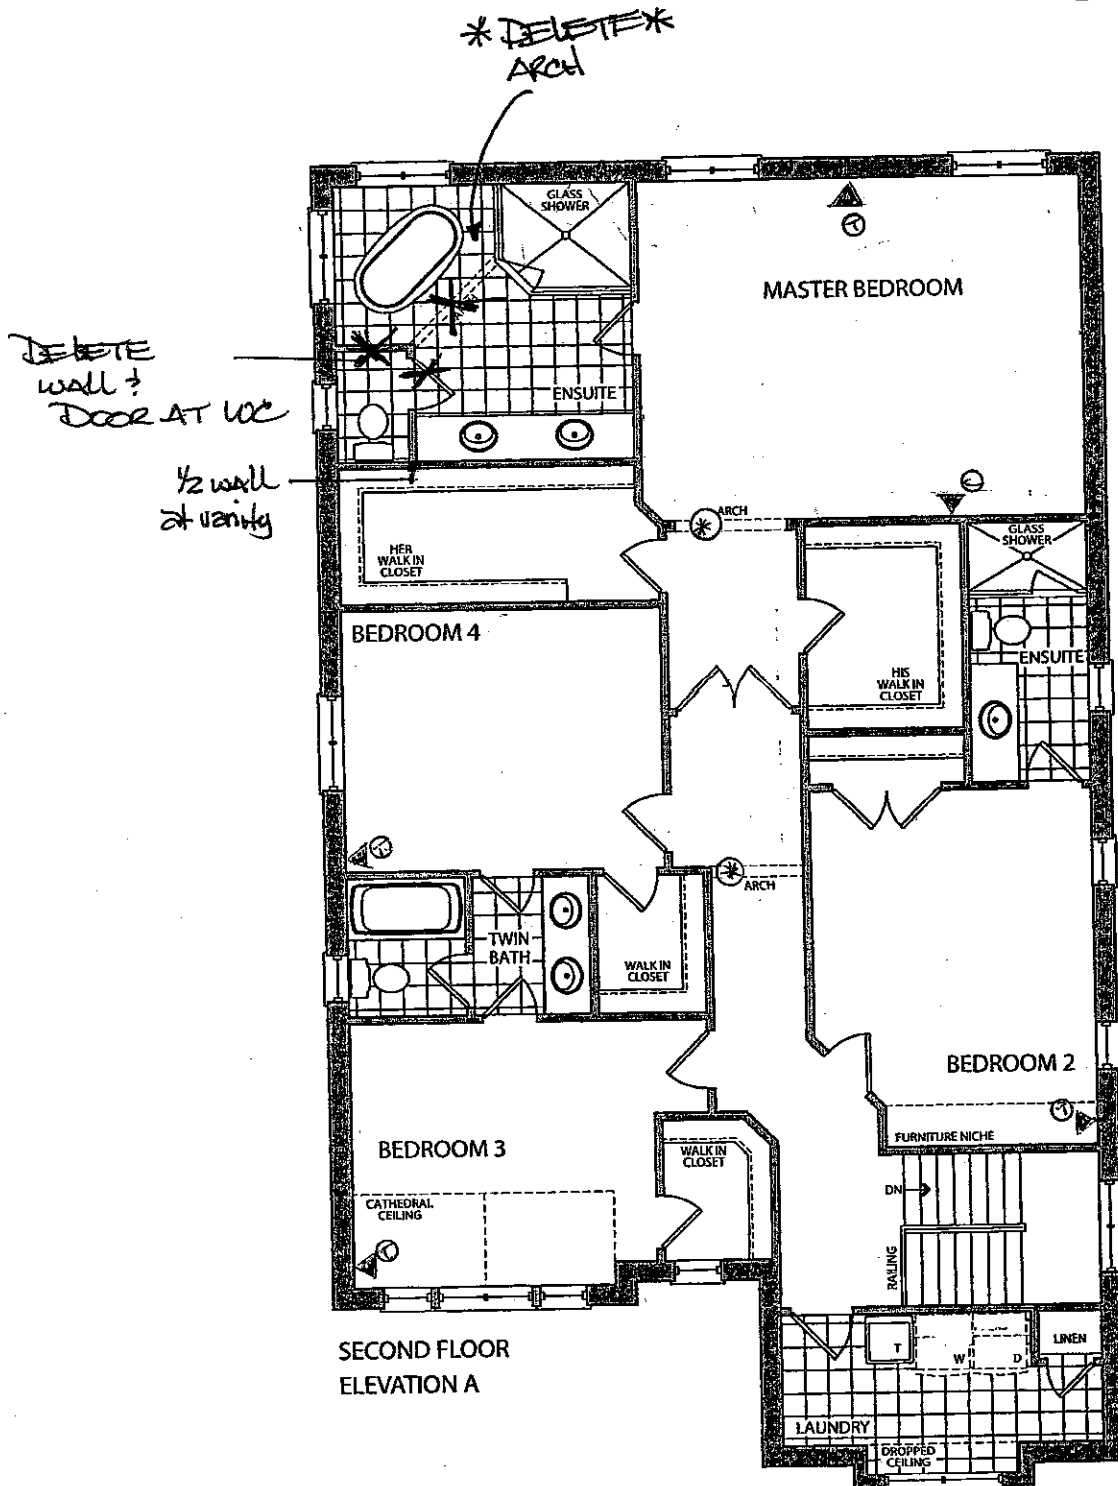 * DELETE *
ARCH
GLASS
SHOWER
MASTER BEDROOM
DELETE
WALL &
DOOR AT WC
ENSUITE
1/2 WALL
at vanity
ARCH
HER
WALK IN
CLOSET
GLASS
SHOWER
BEDROOM 4
ENSUITE
HIS
WALK IN
CLOSET
ARCH
TWIN
BATH
WALK IN
CLOSET
BEDROOM 2
FURNITURE NICHE
BEDROOM 3
WALK IN
CLOSET
CATHEDRAL
CEILING
DN
RAILING
SECOND FLOOR
ELEVATION A
T
W
D
LINEN
LAUNDRY
DROPPED
CEILING